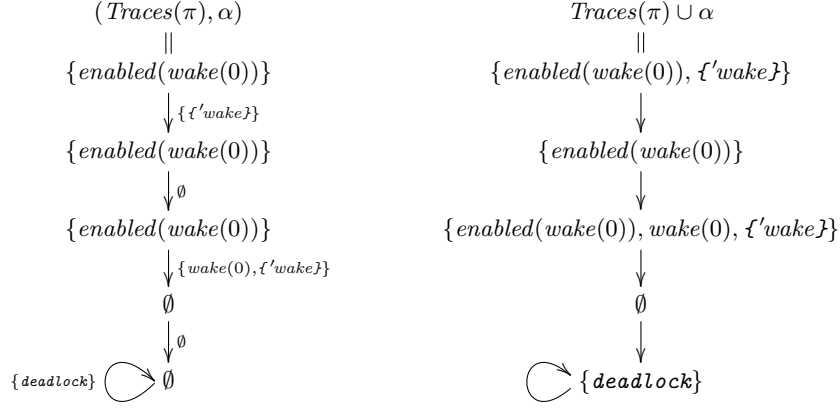 (Traces(π), α) Traces(π) ∪ α
|| ||
{enabled(wake(0))} {enabled(wake(0)), {'wake}}
{{'wake}}
{enabled(wake(0))} {enabled(wake(0))}
∅
{enabled(wake(0))} {enabled(wake(0)), wake(0), {'wake}}
{wake(0),{'wake}}
∅ ∅
∅
{deadlock} ∅ {deadlock}